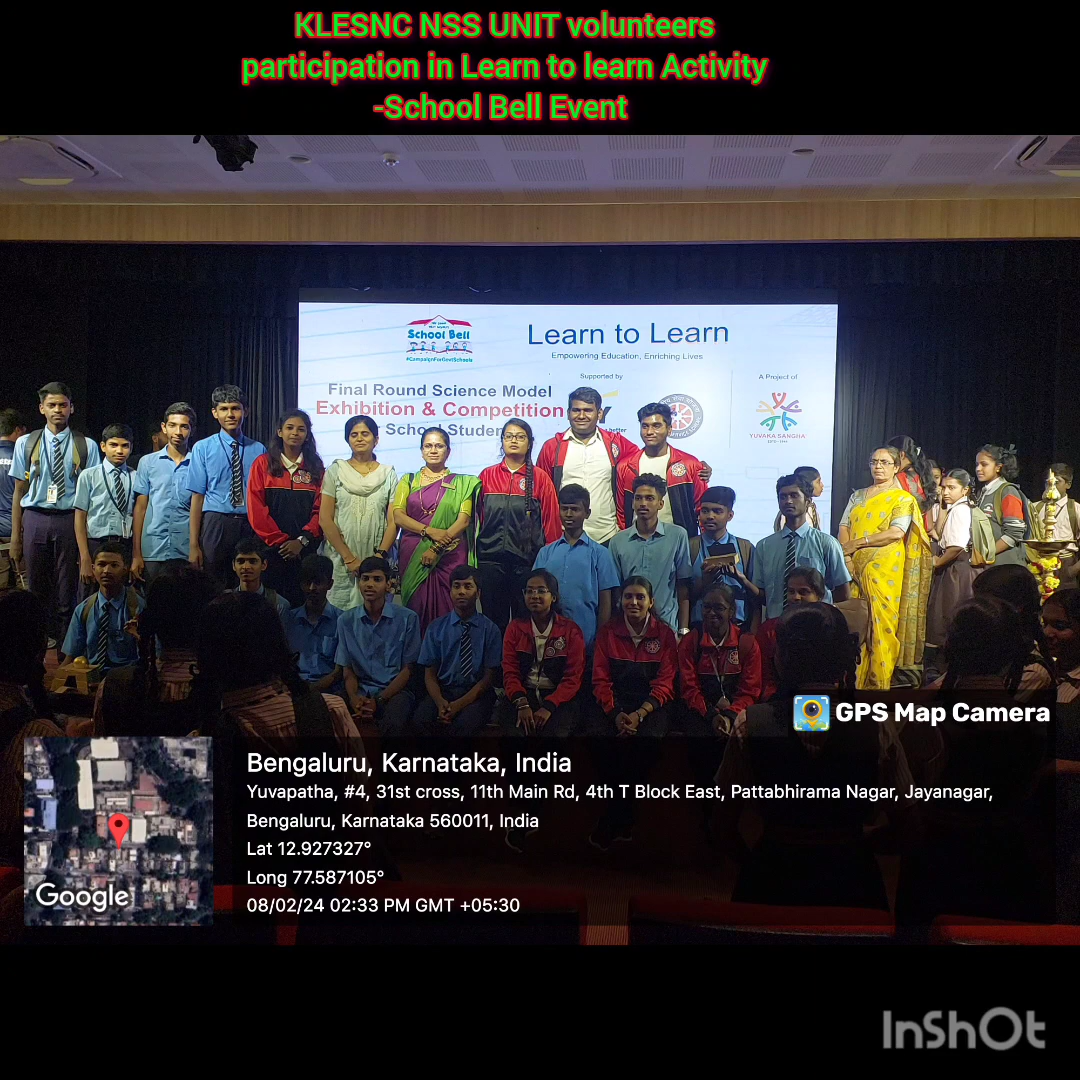 KLESNC NSS UNIT volunteers
participation in Learn to learn Activity
-School Bell Event
School Bell
#CampaignForGovtSchools
Learn to Learn
Empowering Education, Enriching Lives
Final Round Science Model
Exhibition & Competition
School Studen
Supported by
A Project of
YUVAKA SANGHA
GPS Map Camera
Bengaluru, Karnataka, India
Yuvapatha, #4, 31st cross, 11th Main Rd, 4th T Block East, Pattabhirama Nagar, Jayanagar,
Bengaluru, Karnataka 560011, India
Lat 12.927327°
Long 77.587105°
08/02/24 02:33 PM GMT +05:30
Google
InShOt